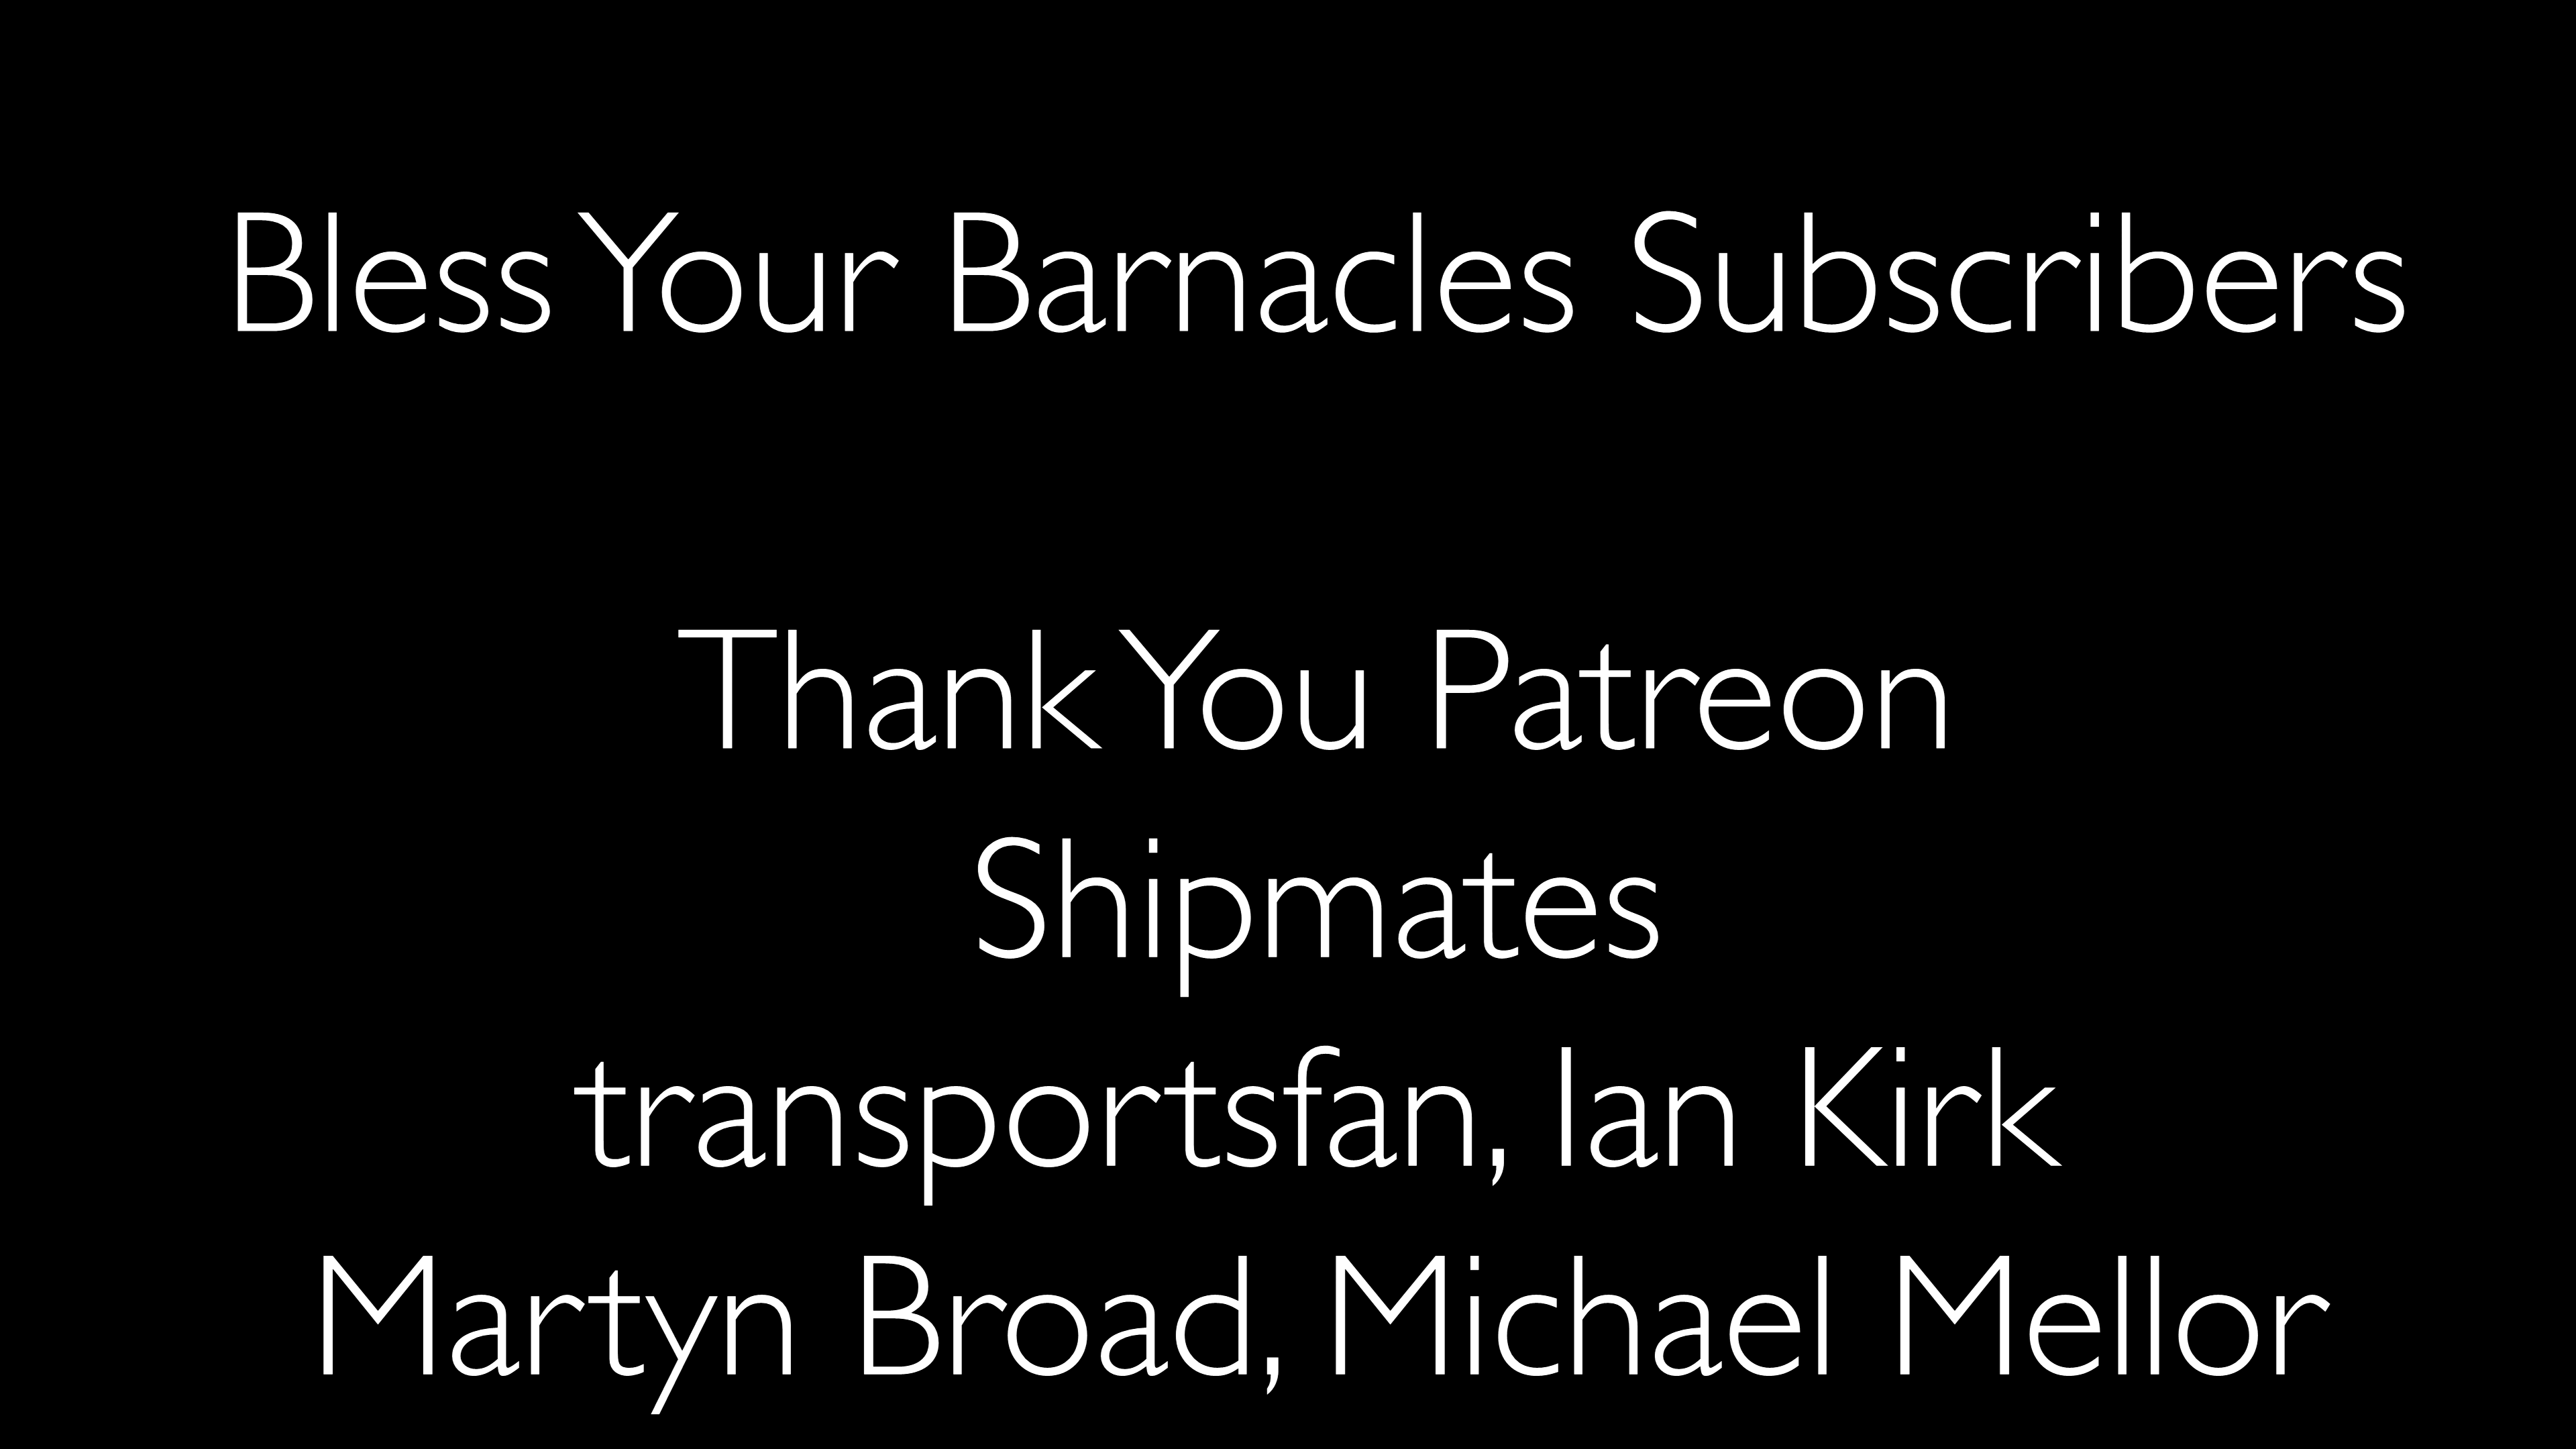 Bless Your Barnacles Subscribers
Thank You Patreon
Shipmates
transportsfan, Ian Kirk
Martyn Broad, Michael Mellor